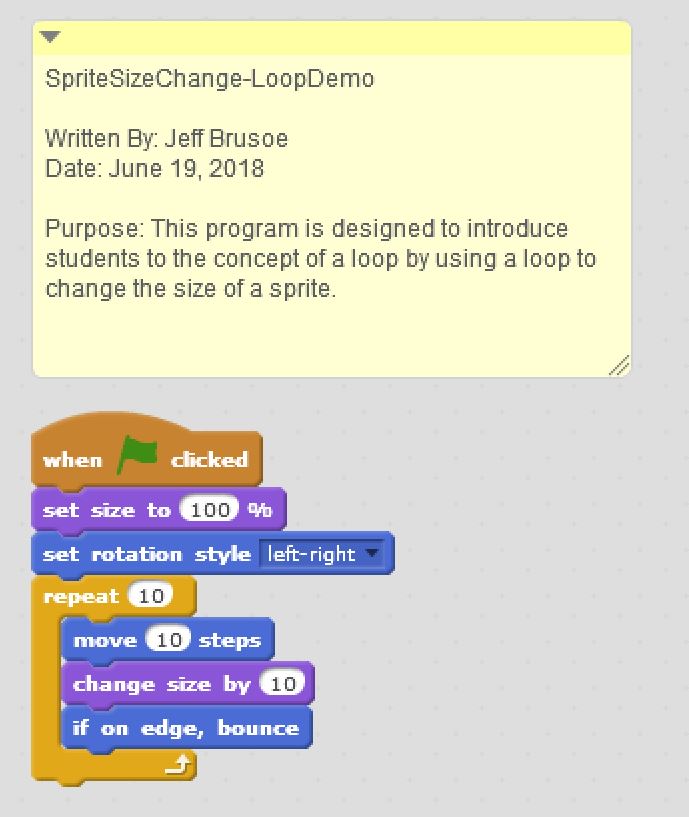 SpriteSizeChange-LoopDemo
Written By: Jeff Brusoe
Date: June 19, 2018
Purpose: This program is designed to introduce
students to the concept of a loop by using a loop to
change the size of a sprite.
when clicked
set size to 100 %
set rotation style left-right
repeat 10
move 10 steps
change size by 10
if on edge, bounce